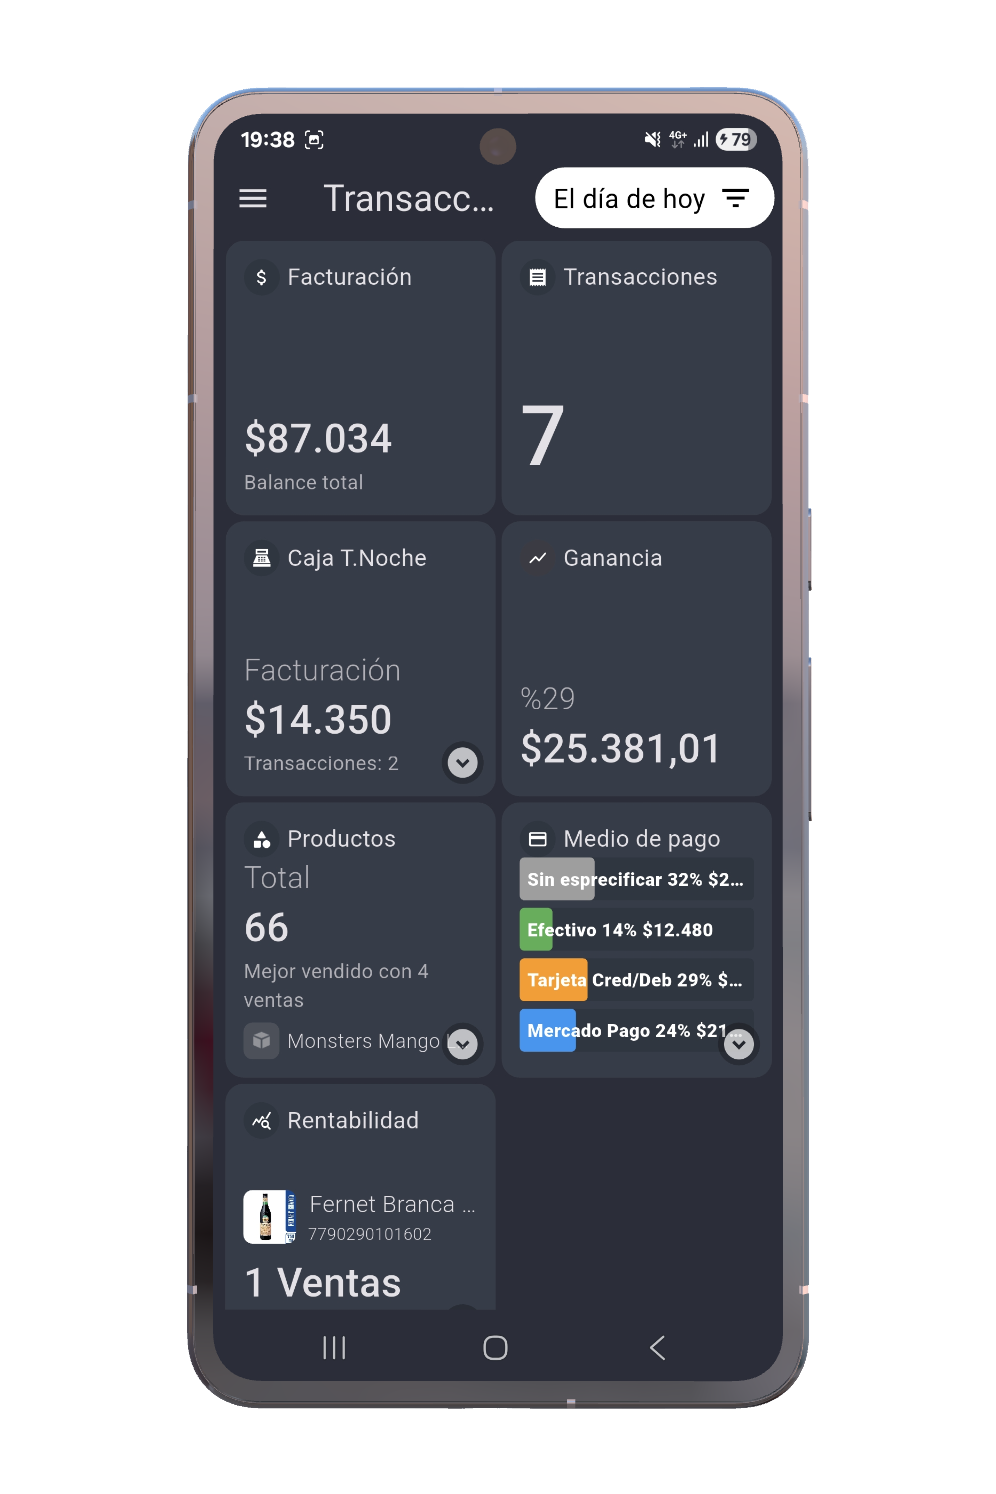 19:38
4G+
79
Transacc...
El día de hoy
$ Facturación
$87.034
Balance total
Transacciones
7
Caja T.Noche
Facturación
$14.350
Transacciones: 2
Ganancia
%29
$25.381,01
Productos
Total
66
Mejor vendido con 4
ventas
Monsters Mango
Medio de pago
Sin esprecificar 32% $2...
Efectivo 14% $12.480
Tarjeta Cred/Deb 29% $...
Mercado Pago 24% $21...
Rentabilidad
Fernet Branca ...
7790290101602
1 Ventas